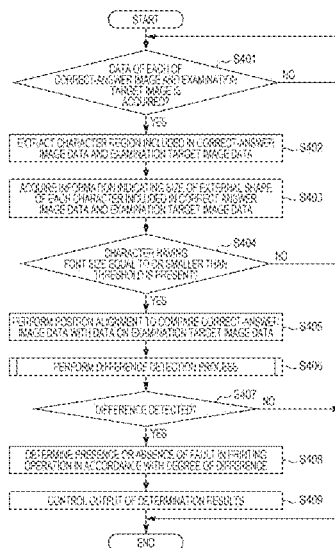 START
S401
DATA OF EACH OF
CORRECT-ANSWER IMAGE AND EXAMINATION
TARGET IMAGE IS
ACQUIRED?
NO
YES
EXTRACT CHARACTER REGION INCLUDED IN CORRECT-ANSWER
IMAGE DATA AND EXAMINATION TARGET IMAGE DATA
S402
ACQUIRE INFORMATION INDICATING SIZE OF EXTERNAL SHAPE
OF EACH CHARACTER INCLUDED IN CORRECT ANSWER
IMAGE DATA AND EXAMINATION TARGET IMAGE DATA
S403
S404
CHARACTER HAVING
FONT SIZE EQUAL TO OR SMALLER THAN
THRESHOLD IS PRESENT?
NO
YES
PERFORM POSITION ALIGNMENT TO COMPARE CORRECT-ANSWER
IMAGE DATA WITH DATA ON EXAMINATION TARGET IMAGE DATA
S405
PERFORM DIFFERENCE DETECTION PROCESS
S406
S407
DIFFERENCE DETECTED?
NO
YES
DETERMINE PRESENCE OR ABSENCE OF FAULT IN PRINTING
OPERATION IN ACCORDANCE WITH DEGREE OF DIFFERENCE
S408
CONTROL OUTPUT OF DETERMINATION RESULTS
S409
END